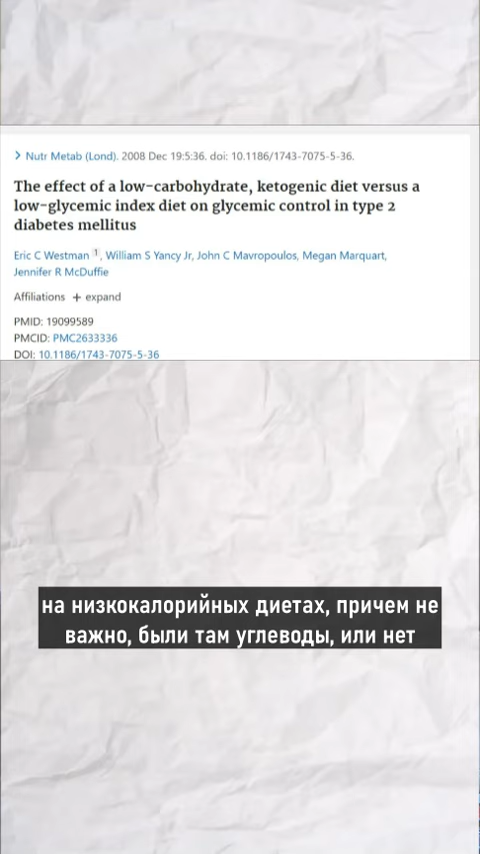 > Nutr Metab (Lond). 2008 Dec 19:5:36. doi: 10.1186/1743-7075-5-36.
The effect of a low-carbohydrate, ketogenic diet versus a
low-glycemic index diet on glycemic control in type 2
diabetes mellitus
Eric C Westman 1, William S Yancy Jr, John C Mavropoulos, Megan Marquart,
Jennifer R McDuffie
Affiliations + expand
PMID: 19099589
PMCID: PMC2633336
DOI: 10.1186/1743-7075-5-36
на низкокалорийных диетах, причем не
важно, были там углеводы, или нет